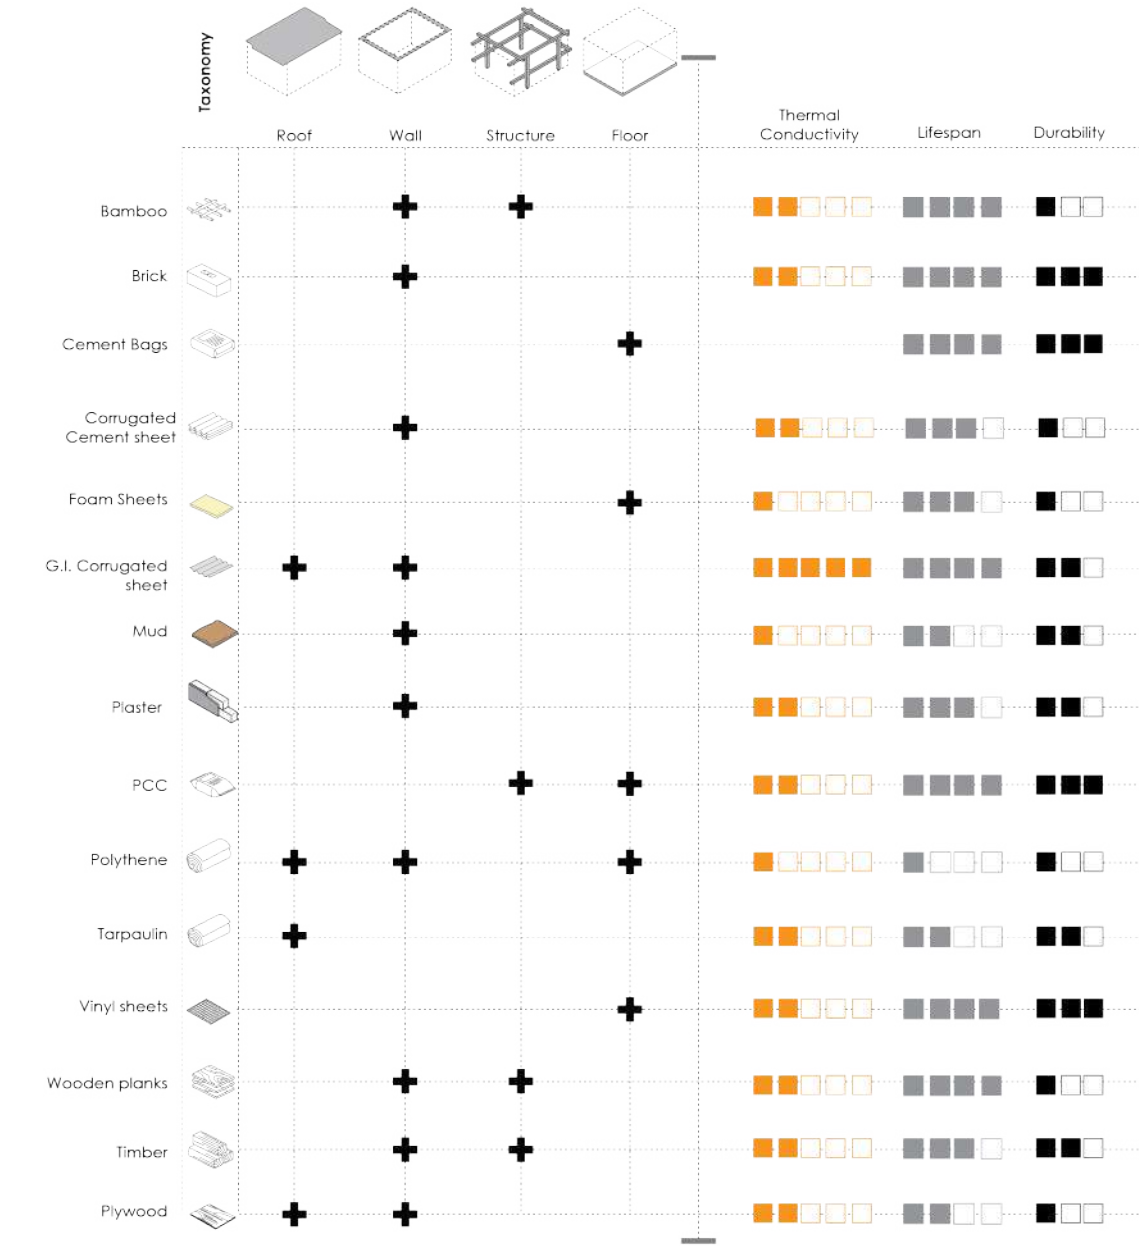 Taxonomy
Roof
Wall
Structure
Floor
Thermal
Conductivity
Lifespan
Durability
Bamboo
Brick
Cement Bags
Corrugated
Cement sheet
Foam Sheets
G.I. Corrugated
sheet
Mud
Plaster
PCC
Polythene
Tarpaulin
Vinyl sheets
Wooden planks
Timber
Plywood